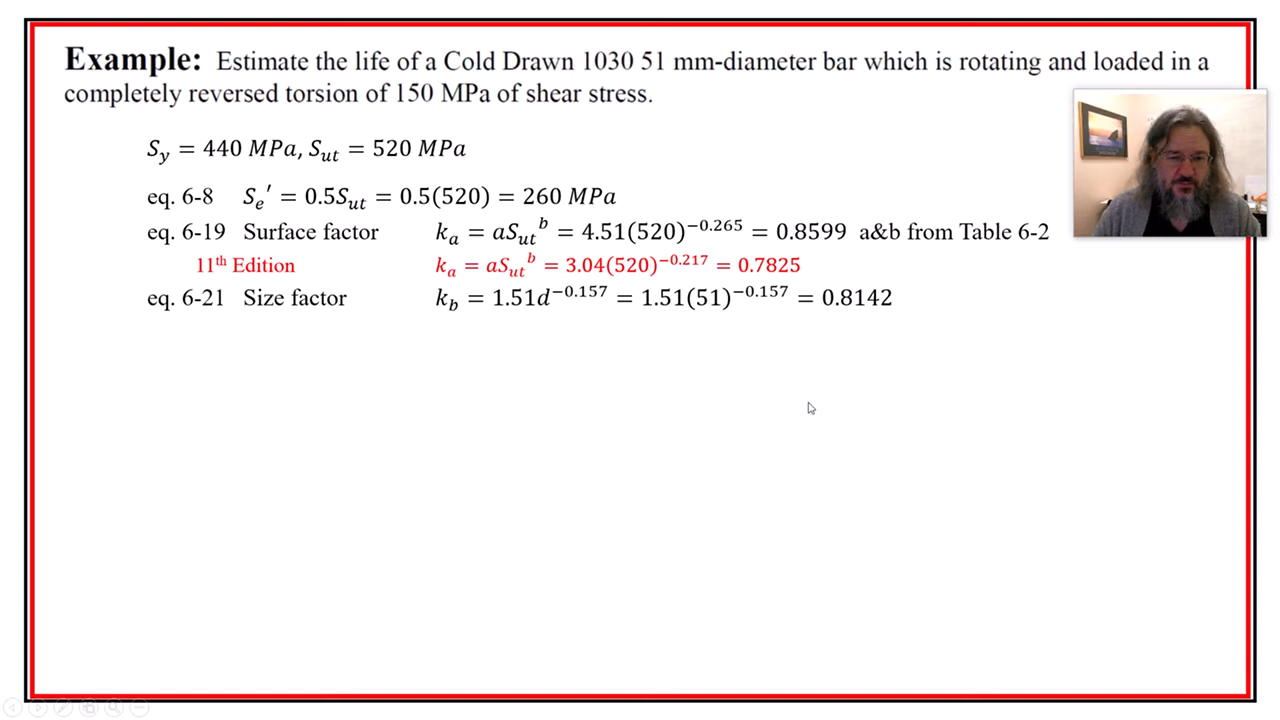 Example: Estimate the life of a Cold Drawn 1030 51 mm-diameter bar which is rotating and loaded in a
completely reversed torsion of 150 MPa of shear stress.
S_y = 440 MPa, S_ut = 520 MPa
eq. 6-8 S_e′ = 0.5S_ut = 0.5(520) = 260 MPa
eq. 6-19 Surface factor k_a = aS_ut^b = 4.51(520)^−0.265 = 0.8599 a&b from Table 6-2
11th Edition k_a = aS_ut^b = 3.04(520)^−0.217 = 0.7825
eq. 6-21 Size factor k_b = 1.51d^−0.157 = 1.51(51)^−0.157 = 0.8142